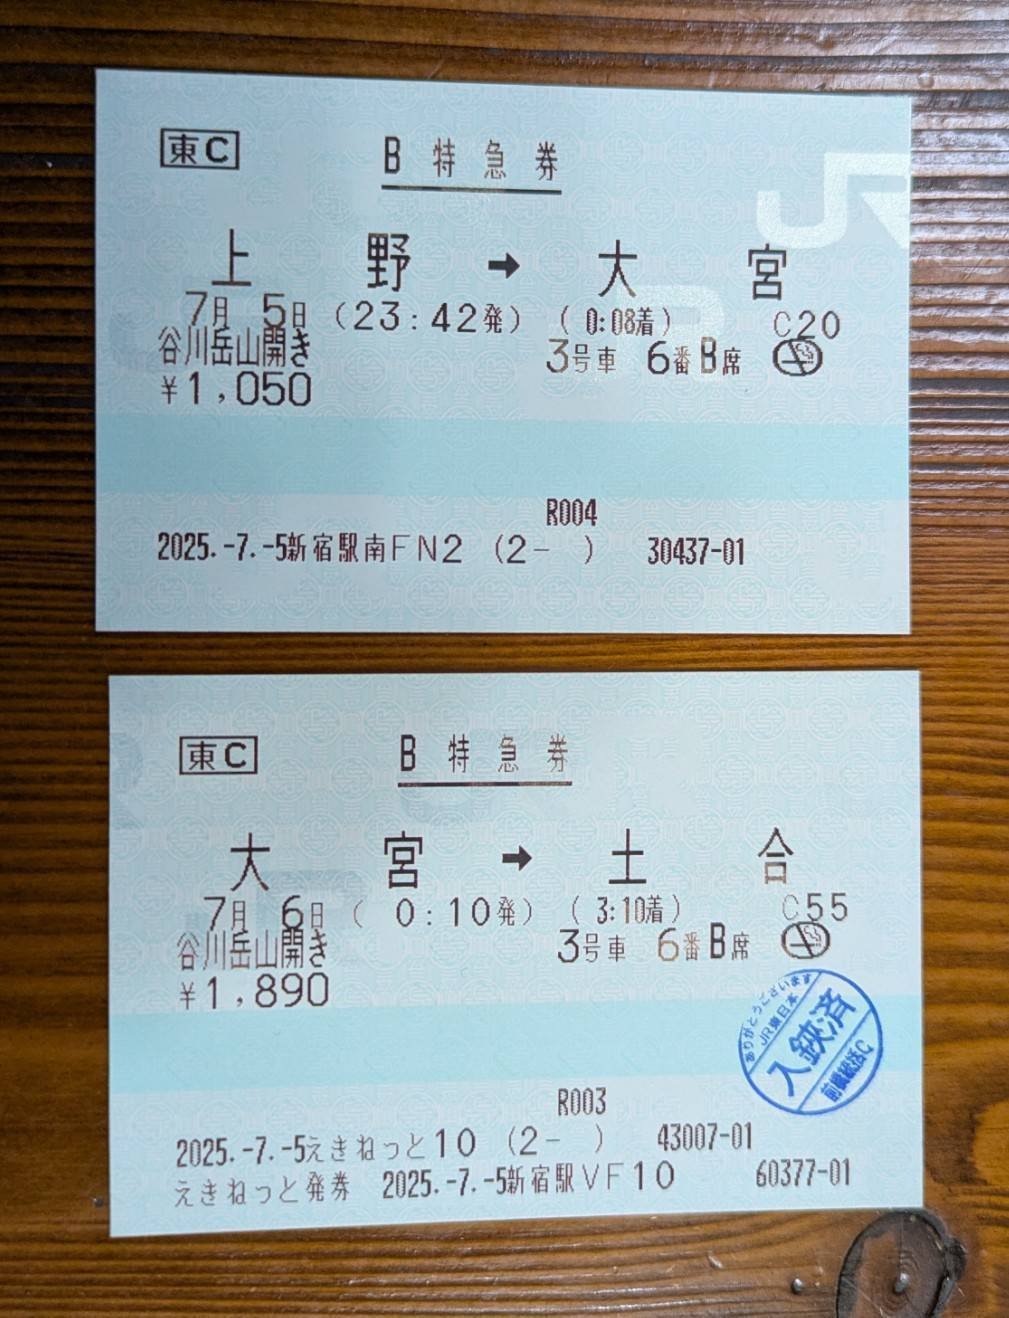 東C
B特急券
上野➡大宮
7月 5日 (23:42発) (0:08着) C20
谷川岳山開き 3号車 6番B席
¥1,050
R004
2025.-7.-5新宿駅南FN2 (2- ) 30437-01
東C
B特急券
大宮➡土合
7月 6日 ( 0:10発) (3:10着) C55
谷川岳山開き 3号車 6番B席
¥1,890
ありがとうございます
JR東日本
入鋏済
R003
2025.-7.-5えきねっと10 (2- ) 43007-01
えきねっと発券 2025.-7.-5新宿駅VF10 60377-01